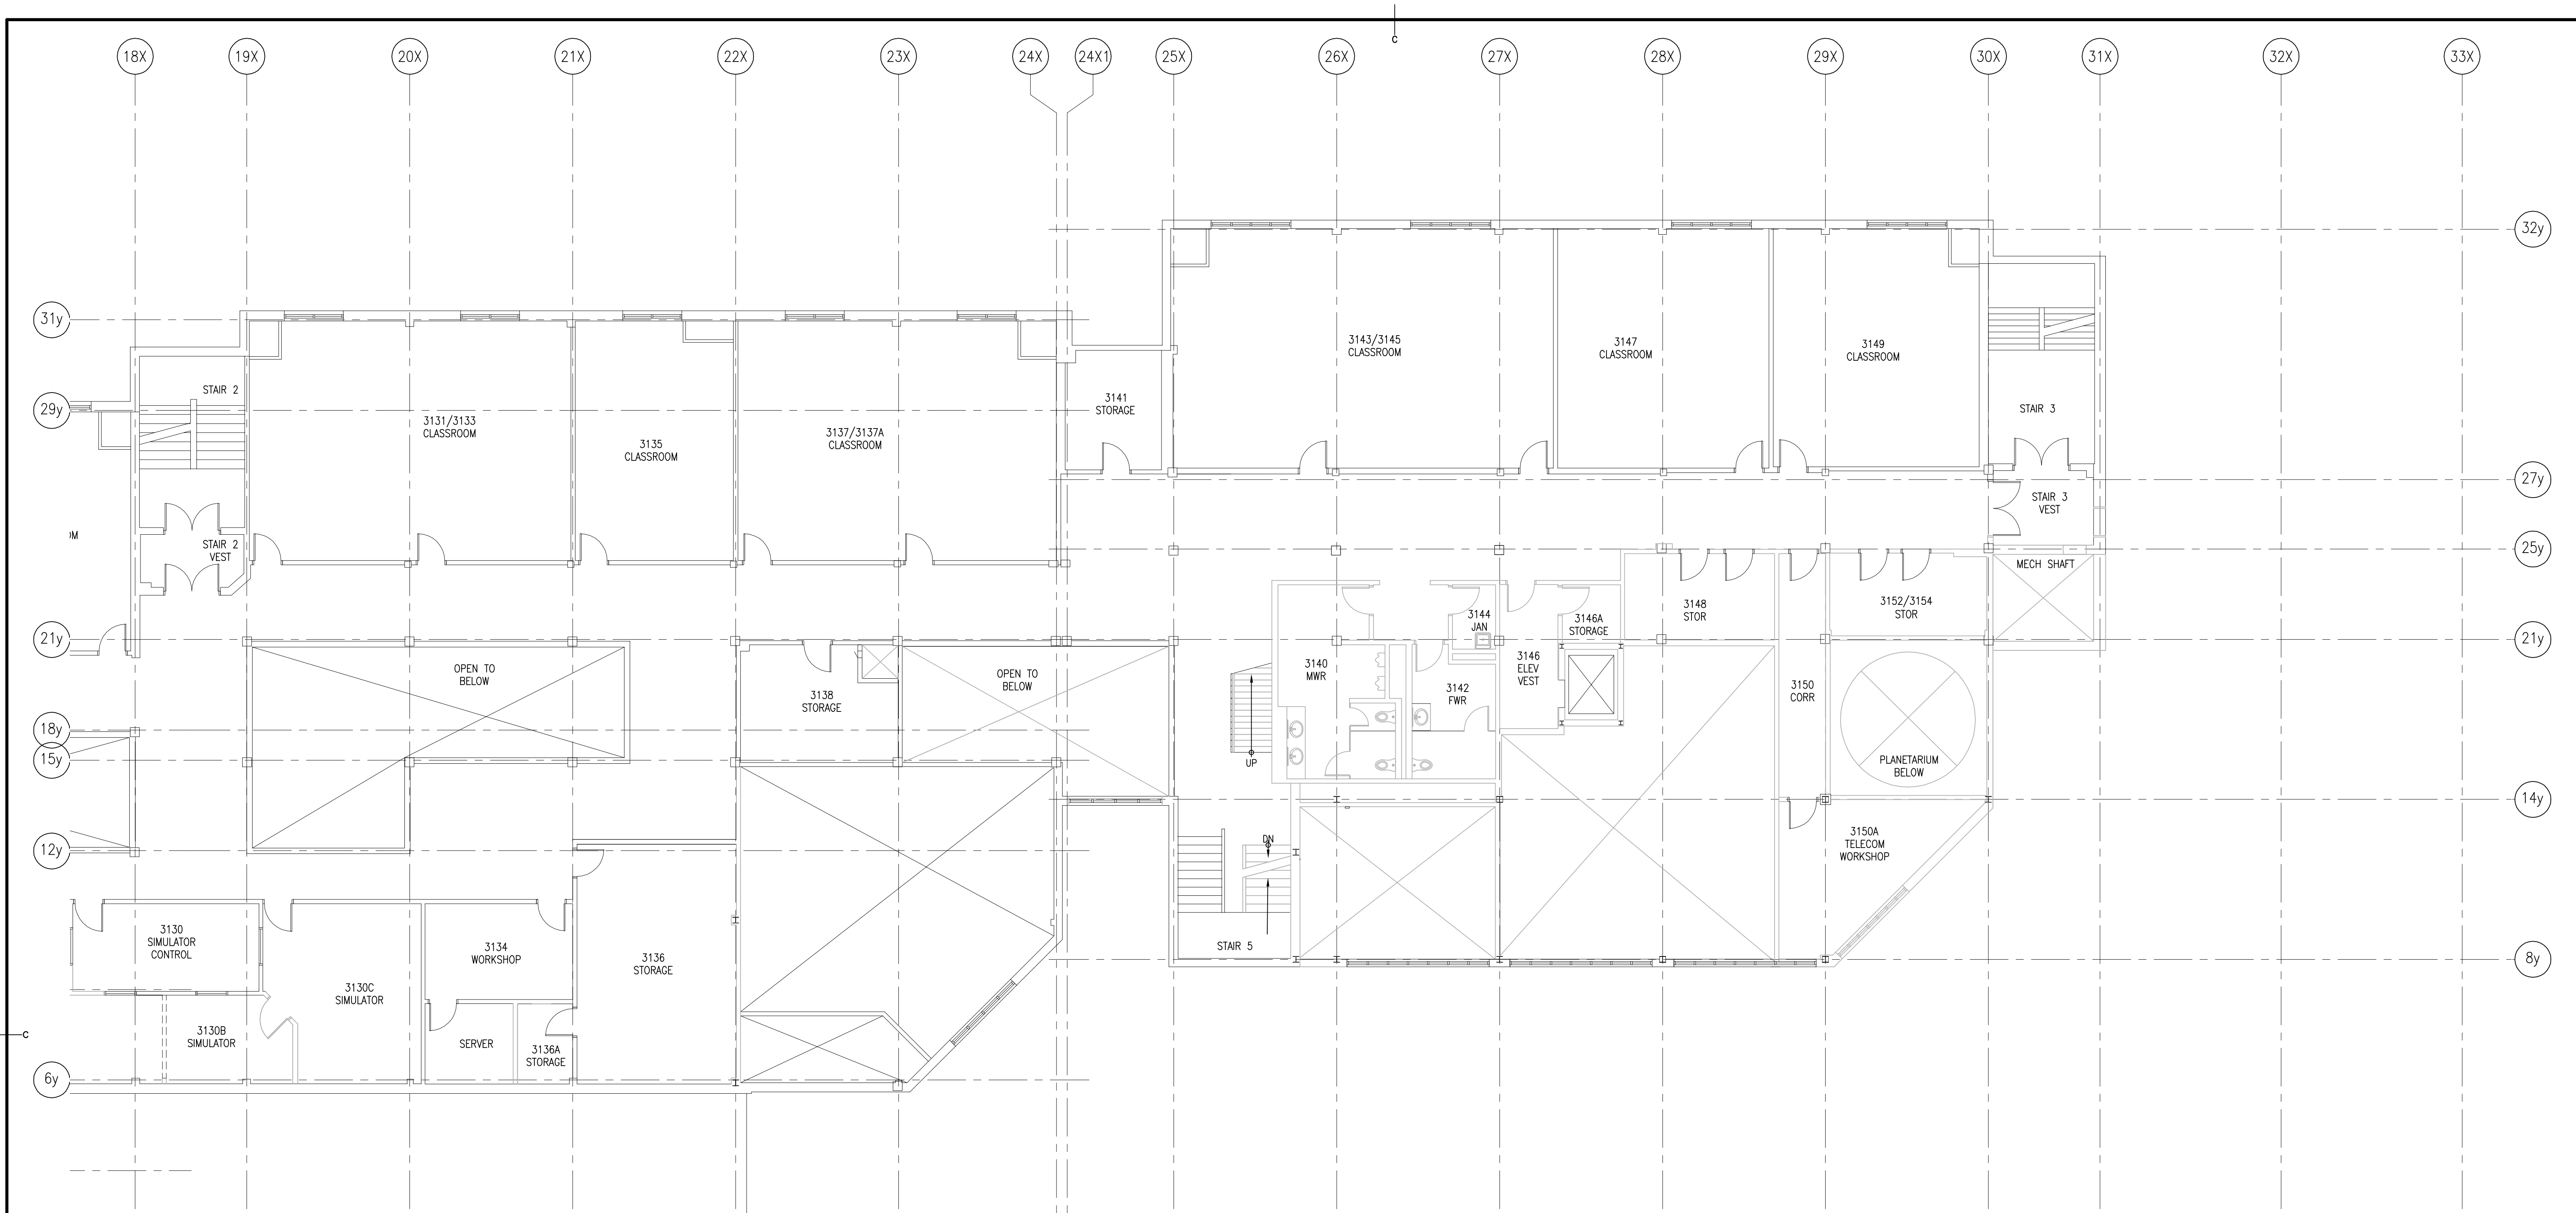 C
18X
19X
20X
21X
22X
23X
24X
24X1
25X
26X
27X
28X
29X
30X
31X
32X
33X
32y
31y
3143/3145
CLASSROOM
3147
CLASSROOM
3149
CLASSROOM
STAIR 2
29y
3141
STORAGE
STAIR 3
3131/3133
CLASSROOM
3135
CLASSROOM
3137/3137A
CLASSROOM
27y
STAIR 3
VEST
STAIR 2
VEST
25y
MECH SHAFT
3144
JAN
3146A
STORAGE
3148
STOR
3152/3154
STOR
21y
21y
OPEN TO
BELOW
3138
STORAGE
OPEN TO
BELOW
3140
MWR
3142
FWR
3146
ELEV
VEST
3150
CORR
18y
15y
UP
PLANETARIUM
BELOW
14y
12y
DN
3150A
TELECOM
WORKSHOP
3130
SIMULATOR
CONTROL
3134
WORKSHOP
3136
STORAGE
STAIR 5
8y
3130C
SIMULATOR
3130B
SIMULATOR
SERVER
3136A
STORAGE
C
6y